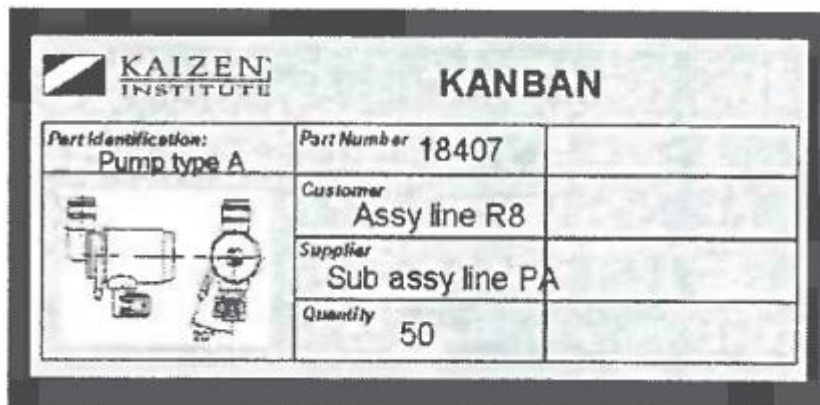 KAIZEN
INSTITUTE
KANBAN
Part Identification:
Pump type A
Part Number 18407
Customer
Assy line R8
Supplier
Sub assy line PA
Quantity
50